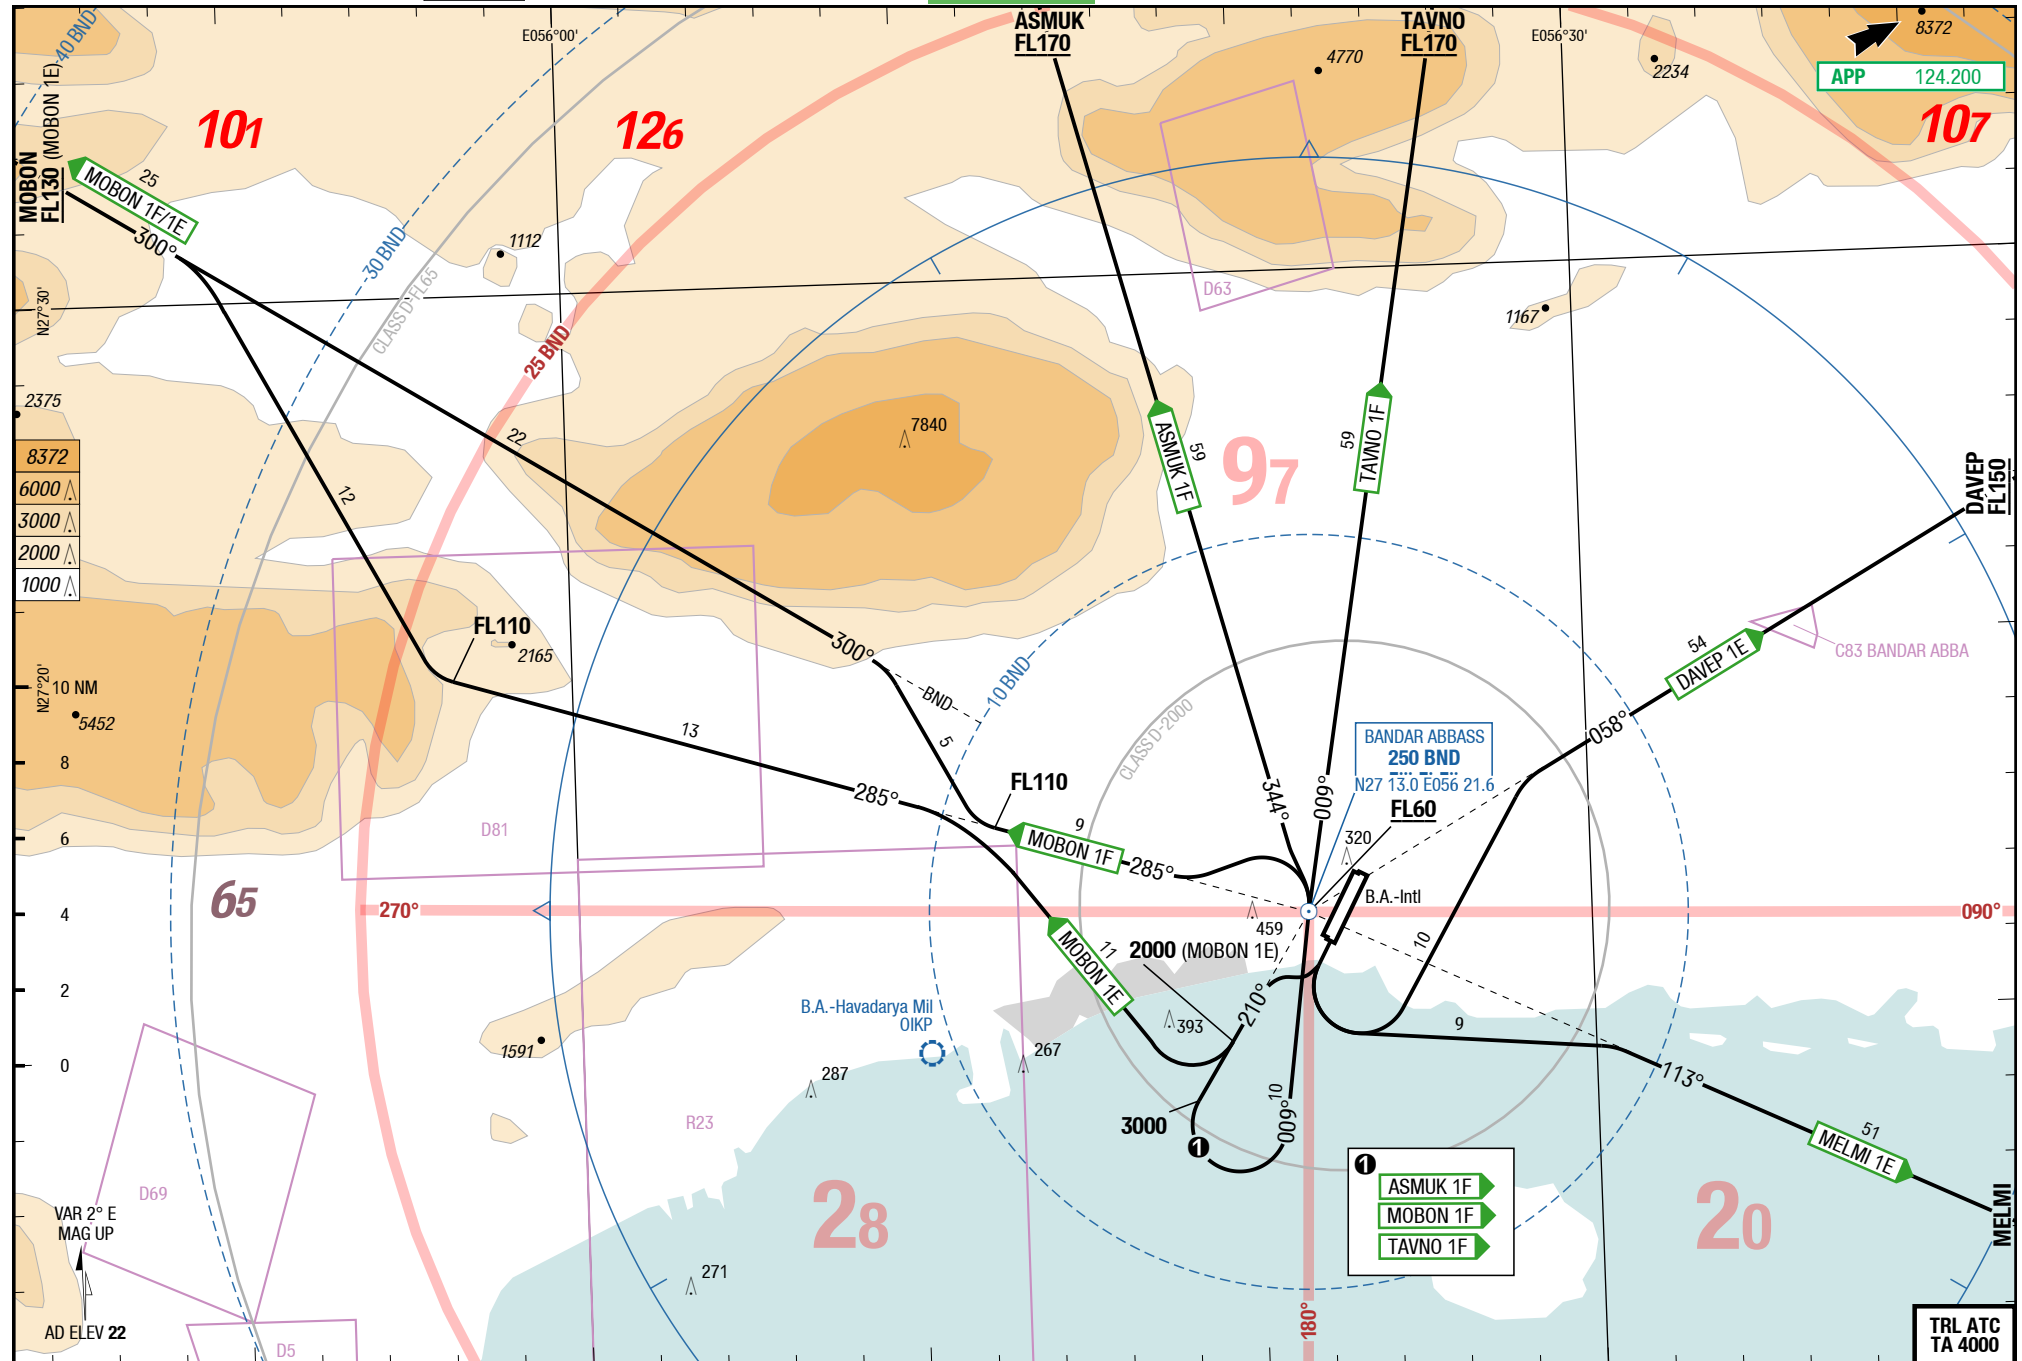 ASMUK
FL170
TAVNO
FL170
E056°00'
E056°30'
8372
4770
2234
APP 124.200
40 BND
MOBON
FL130 (MOBON 1E)
101
126
107
25
MOBON 1F/1E
300°
30 BND
1112
CLASS D-FL65
N27°30'
D63
1167
25 BND
2375
22
7840
ASMUK 1F
59
97
59
TAVNO 1F
DAVEP
FL150
8372
6000
3000
2000
1000
12
FL110
2165
300°
BND
10 BND
54
DAVEP 1E
C83 BANDAR ABBA
N27°20'
10 NM
5452
13
5
CLASS D-2000
058°
BANDAR ABBASS
250 BND
N27 13.0 E056 21.6
8
285°
FL110
344°
009°
FL60
D81
9
MOBON 1F
285°
320
6
65
B.A.-Intl
4
270°
090°
459
10
2000 (MOBON 1E)
11
MOBON 1E
210°
2
B.A.-Havadarya Mil
OIKP
393
9
1591
267
0
287
113°
10
009°
3000
R23
1
51
MELMI 1E
1
ASMUK 1F
MOBON 1F
TAVNO 1F
D69
28
20
MELMI
VAR 2° E
MAG UP
271
180°
AD ELEV 22
D5
TRL ATC
TA 4000